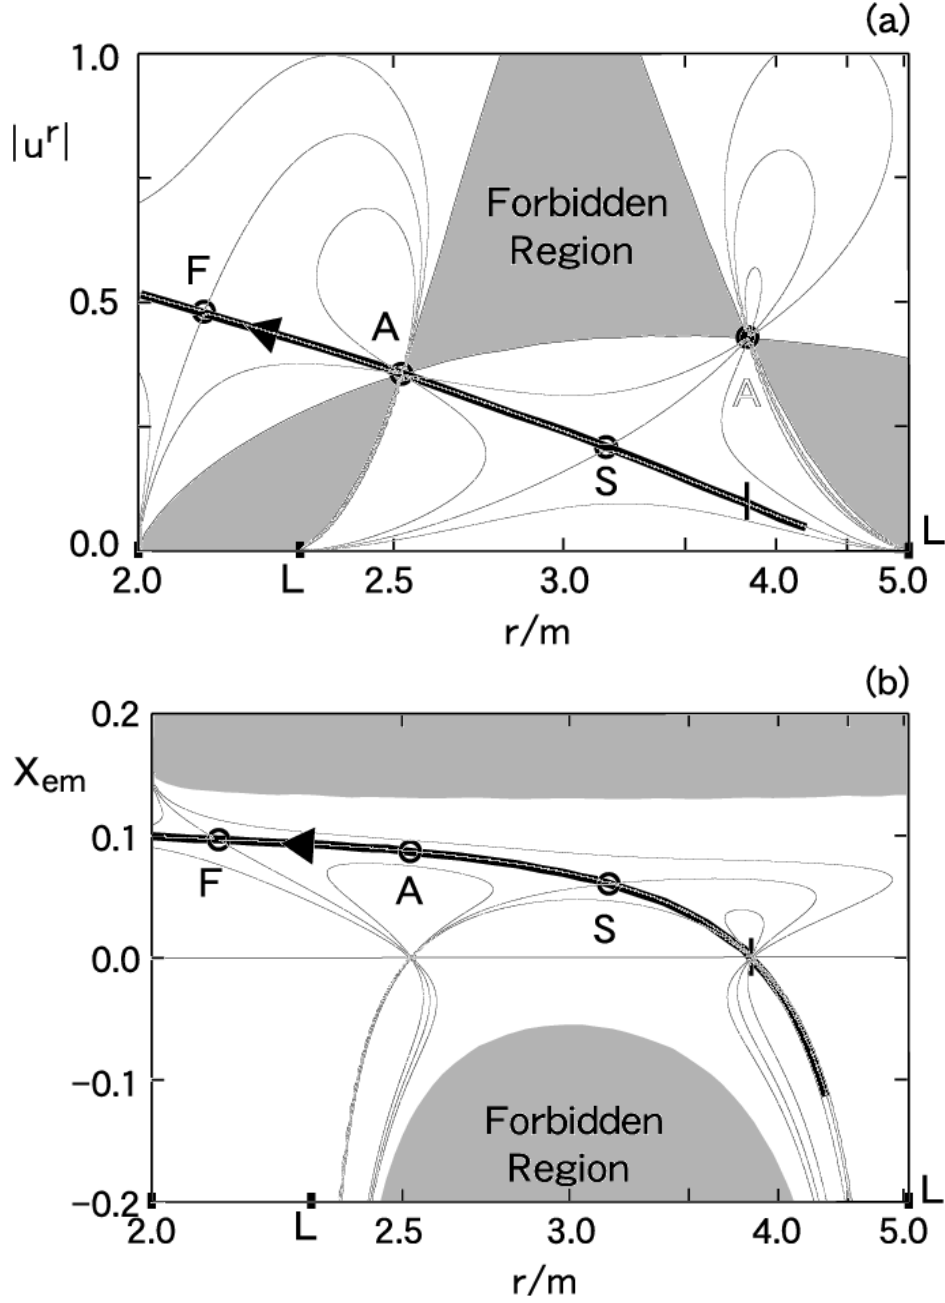 (a)
1.0
|u^r|
Forbidden
Region
F
0.5
A
A
S
0.0
L
L
2.0 2.5 3.0 4.0 5.0
r/m
(b)
0.2
X_em
0.1
F
A
S
0.0
−0.1
Forbidden
Region
−0.2
L
L
2.0 2.5 3.0 4.0 5.0
r/m